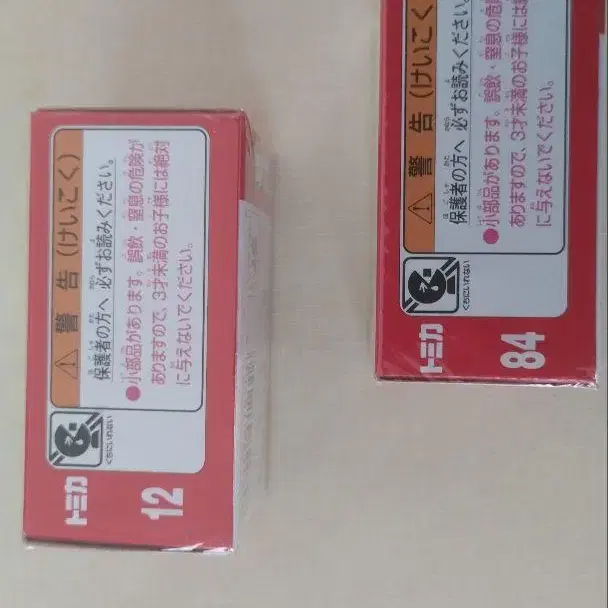 トミカ
12
くちにいれない
警告(けいこく)
保護者の方へ 必ずお読みください。
●小部品があります。誤飲・窒息の危険が
ありますので、3才未満のお子様には絶対
に与えないでください。
トミカ
84
くちにいれない
警告(けいこく)
保護者の方へ 必ずお読みください。
●小部品があります。誤飲・窒息の危
ありますので、3才未満のお子様には
に与えないでください。